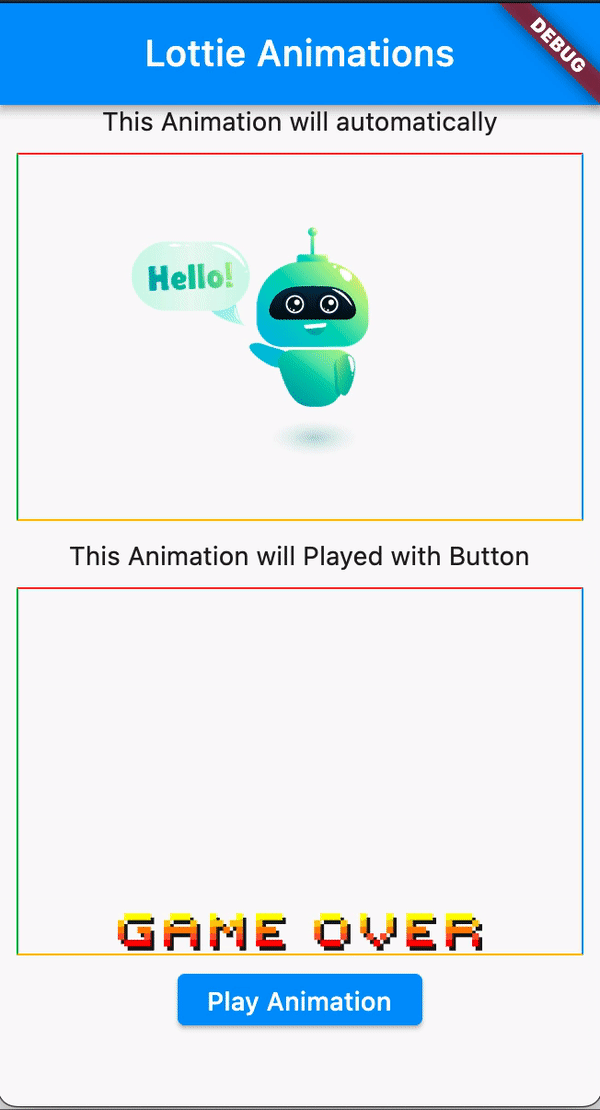 Lottie Animations
DEBUG
This Animation will automatically
Hello!
This Animation will Played with Button
GAME OVER
Play Animation